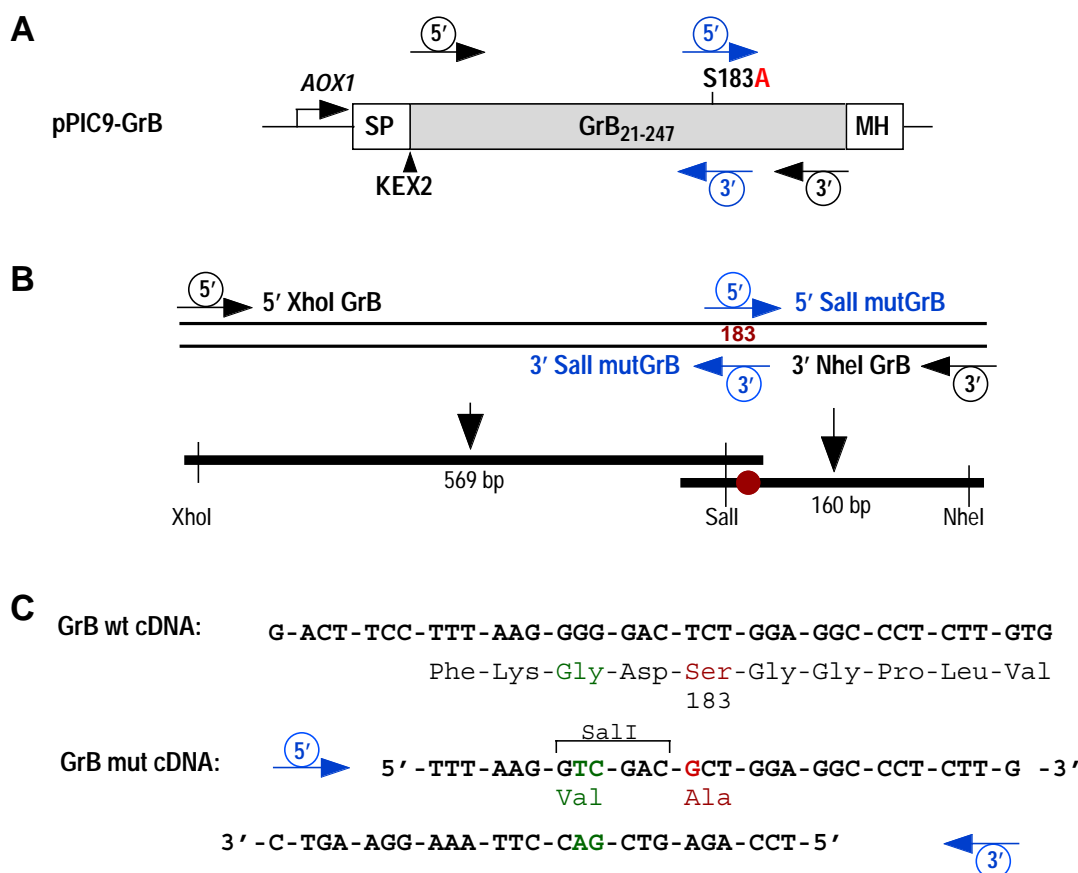 A
5′ 5′
AOX1 S183A
pPIC9-GrB SP GrB21-247 MH
KEX2 3′ 3′
B
5′ 5′ XhoI GrB 5′ 5′ SalI mutGrB
183
3′ SalI mutGrB 3′ 3′ NheI GrB 3′
569 bp 160 bp
XhoI SalI NheI
C
GrB wt cDNA: G-ACT-TCC-TTT-AAG-GGG-GAC-TCT-GGA-GGC-CCT-CTT-GTG
Phe-Lys-Gly-Asp-Ser-Gly-Gly-Pro-Leu-Val
183
SalI
GrB mut cDNA: 5′ 5′-TTT-AAG-GTC-GAC-GCT-GGA-GGC-CCT-CTT-G -3′
Val Ala
3′-C-TGA-AGG-AAA-TTC-CAG-CTG-AGA-CCT-5′ 3′